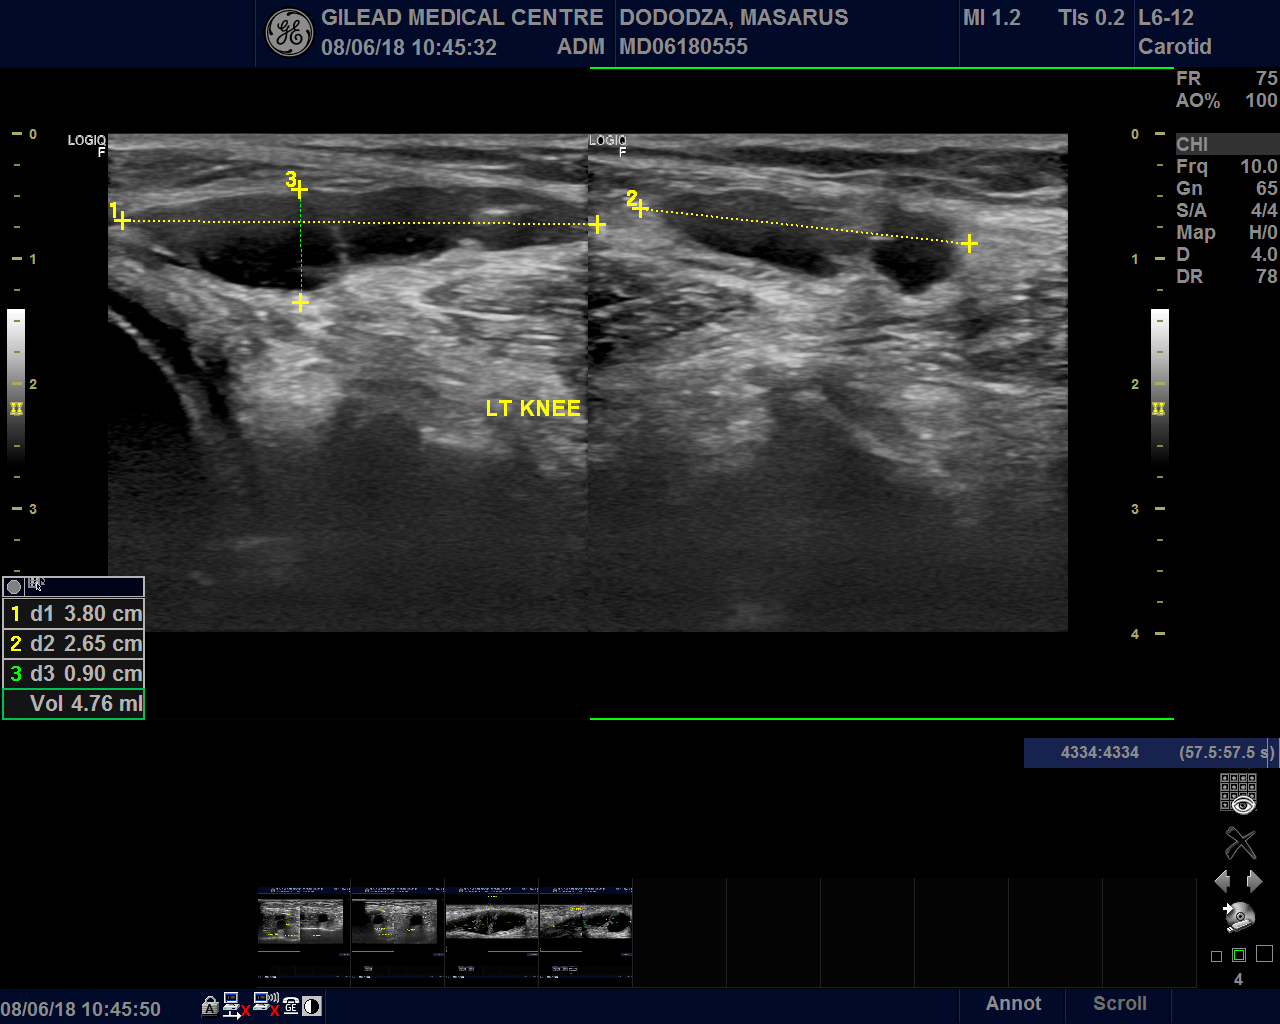 GILEAD MEDICAL CENTRE
08/06/18 10:45:32 ADM
DODODZA, MASARUS
MD06180555
MI 1.2 TIs 0.2
L6-12
Carotid
FR 75
AO% 100
CHI
Frq 10.0
Gn 65
S/A 4/4
Map H/0
D 4.0
DR 78
LOGIQ
F
LOGIQ
F
0
1
2
3
0
1
2
3
4
1
3
2
LT KNEE
1 d1 3.80 cm
2 d2 2.65 cm
3 d3 0.90 cm
Vol 4.76 ml
4334:4334 (57.5:57.5 s)
4
08/06/18 10:45:50
A
GE
Annot
Scroll